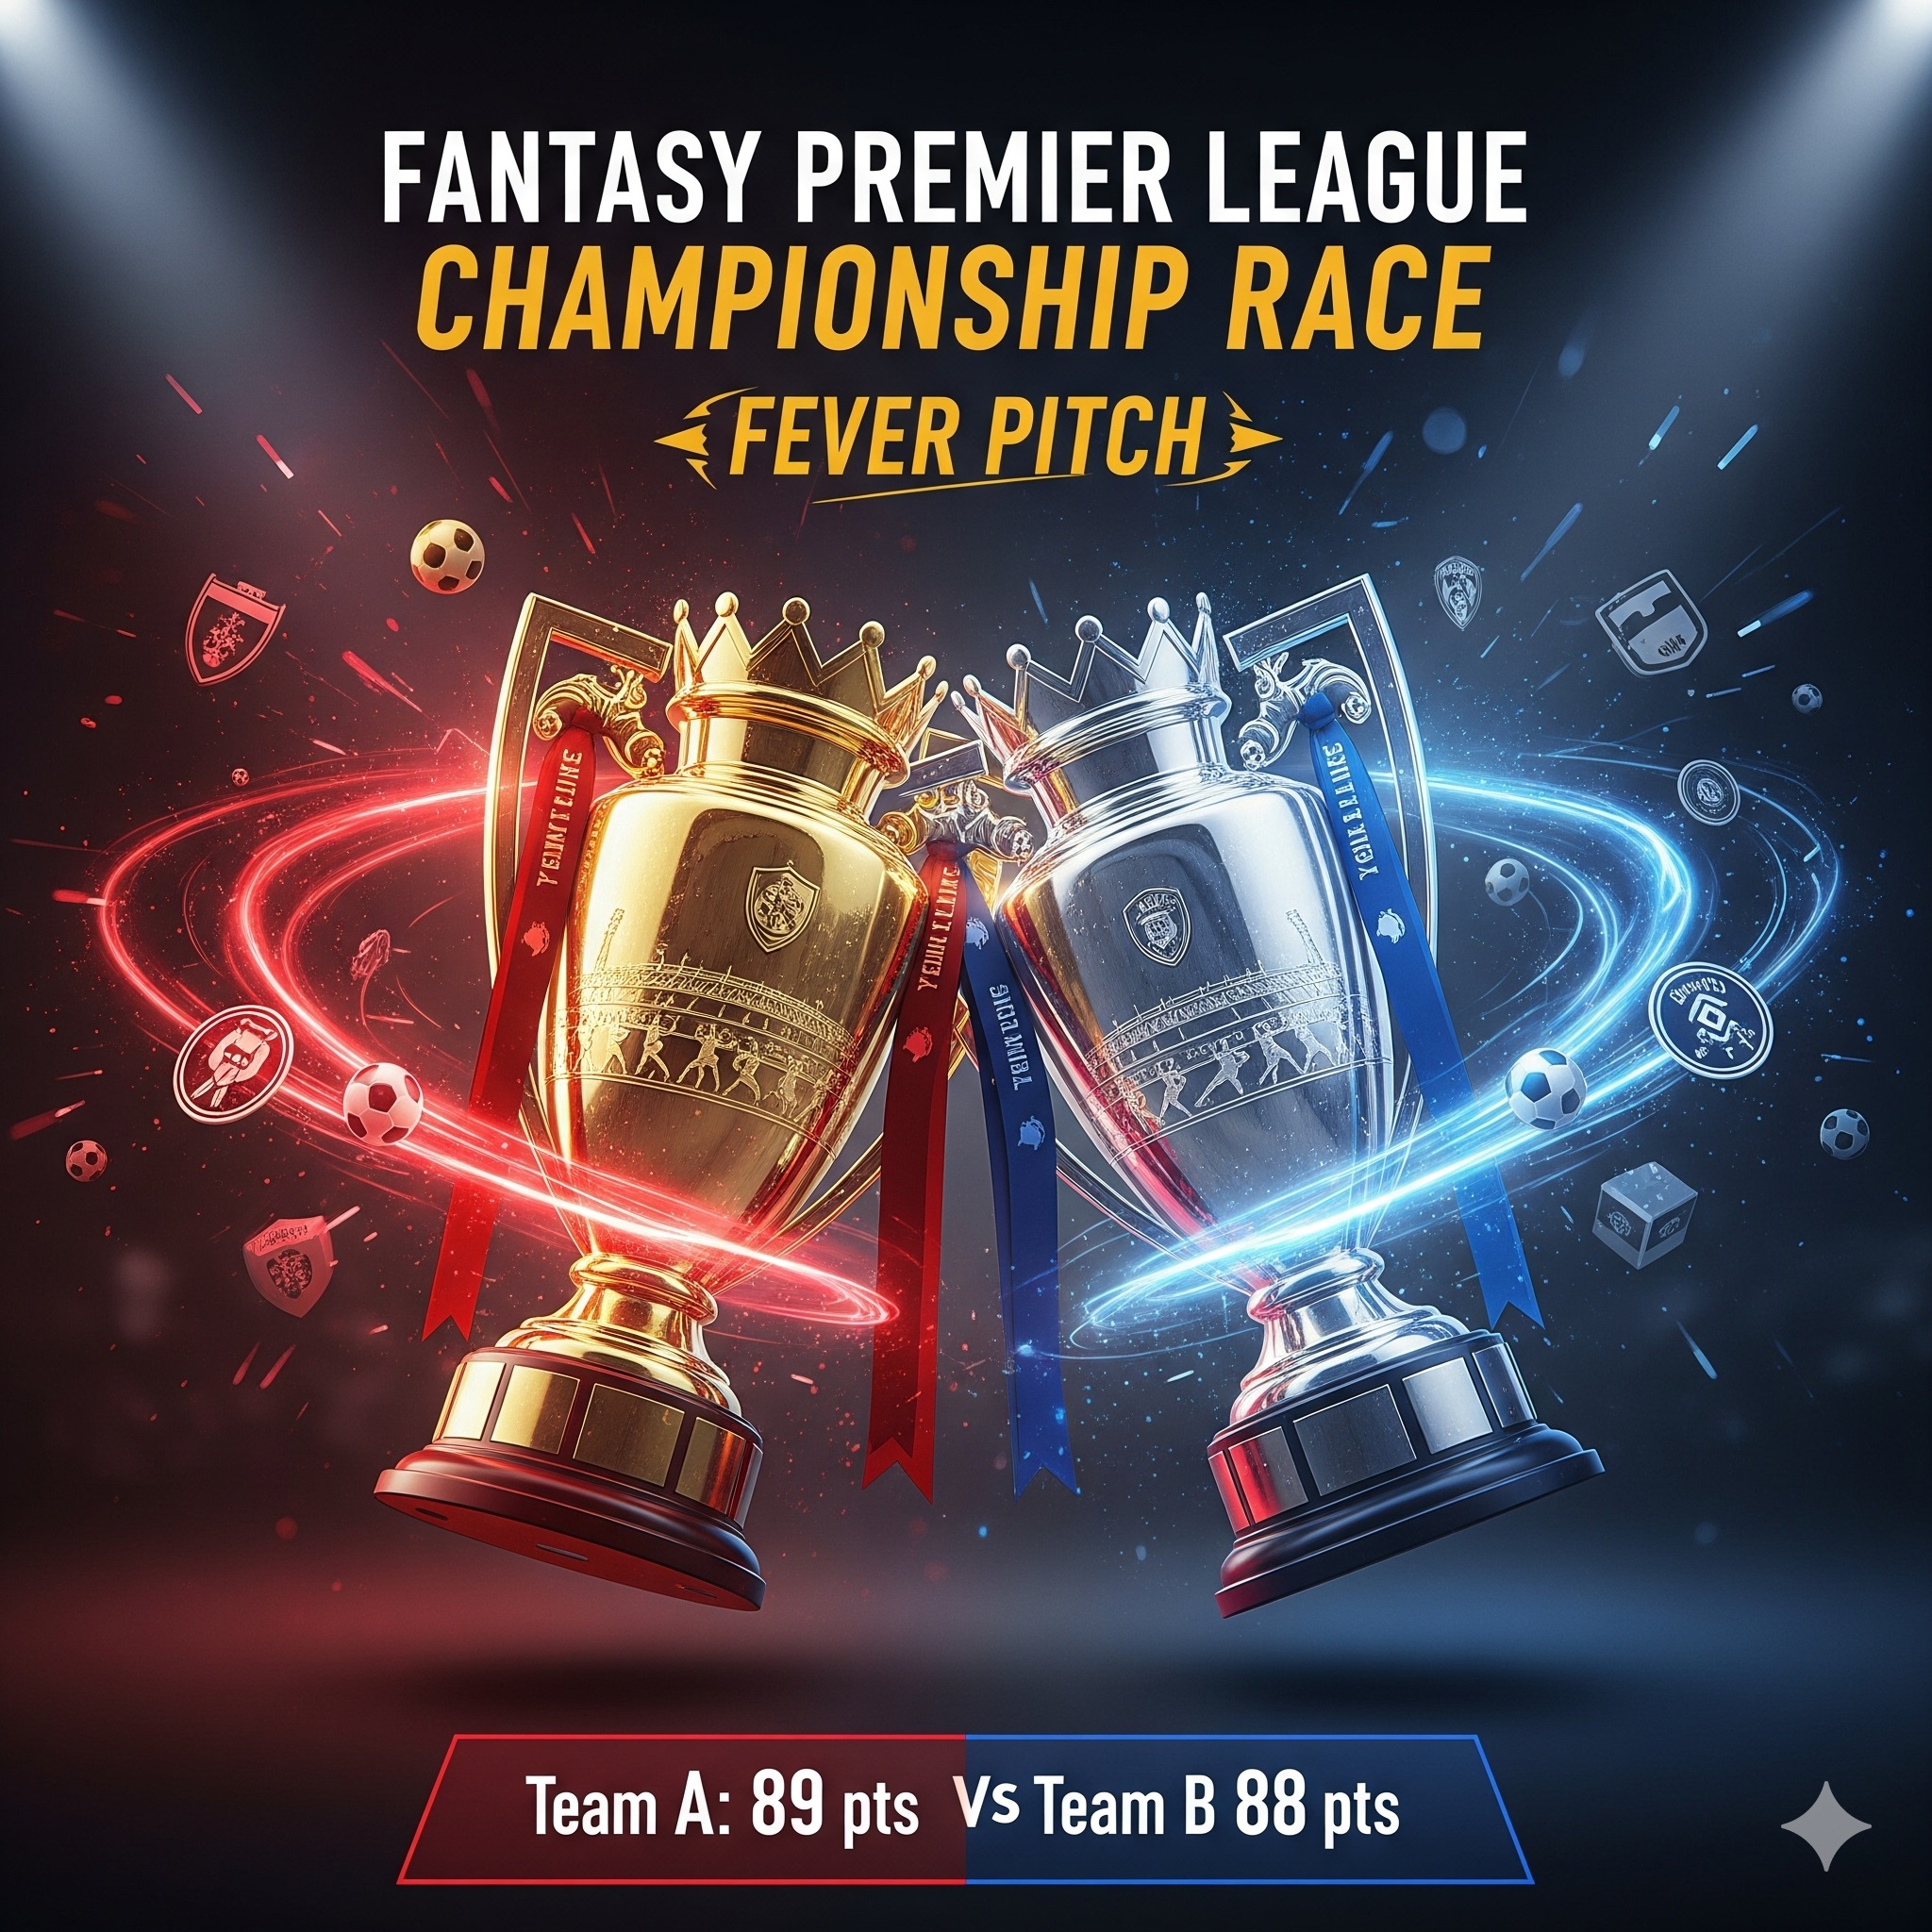 FANTASY PREMIER LEAGUE
CHAMPIONSHIP RACE
FEVER PITCH
Team A: 89 pts Vs Team B 88 pts